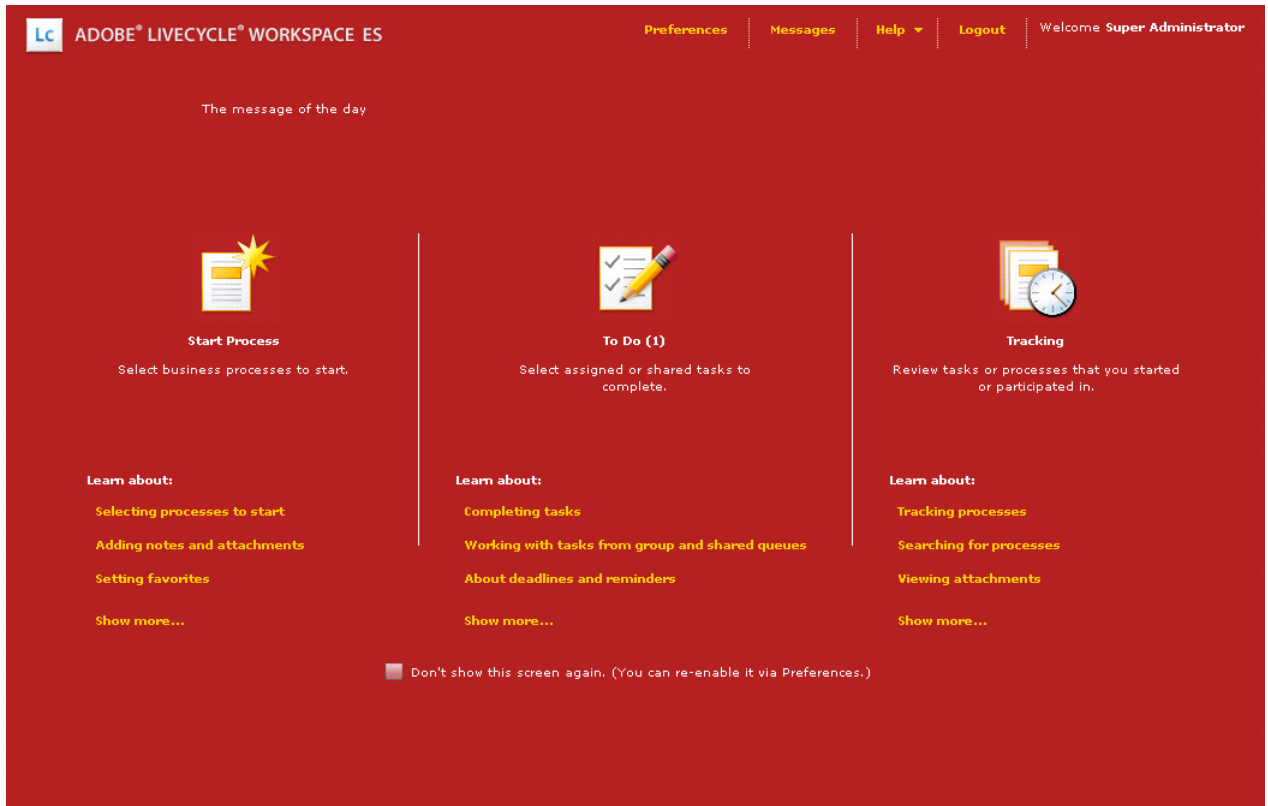 Lc ADOBE® LIVECYCLE® WORKSPACE ES
Preferences Messages Help Logout Welcome Super Administrator
The message of the day
Start Process
Select business processes to start.
Learn about:
Selecting processes to start
Adding notes and attachments
Setting favorites
Show more...
To Do (1)
Select assigned or shared tasks to
complete.
Learn about:
Completing tasks
Working with tasks from group and shared queues
About deadlines and reminders
Show more...
Tracking
Review tasks or processes that you started
or participated in.
Learn about:
Tracking processes
Searching for processes
Viewing attachments
Show more...
Don't show this screen again. (You can re-enable it via Preferences.)